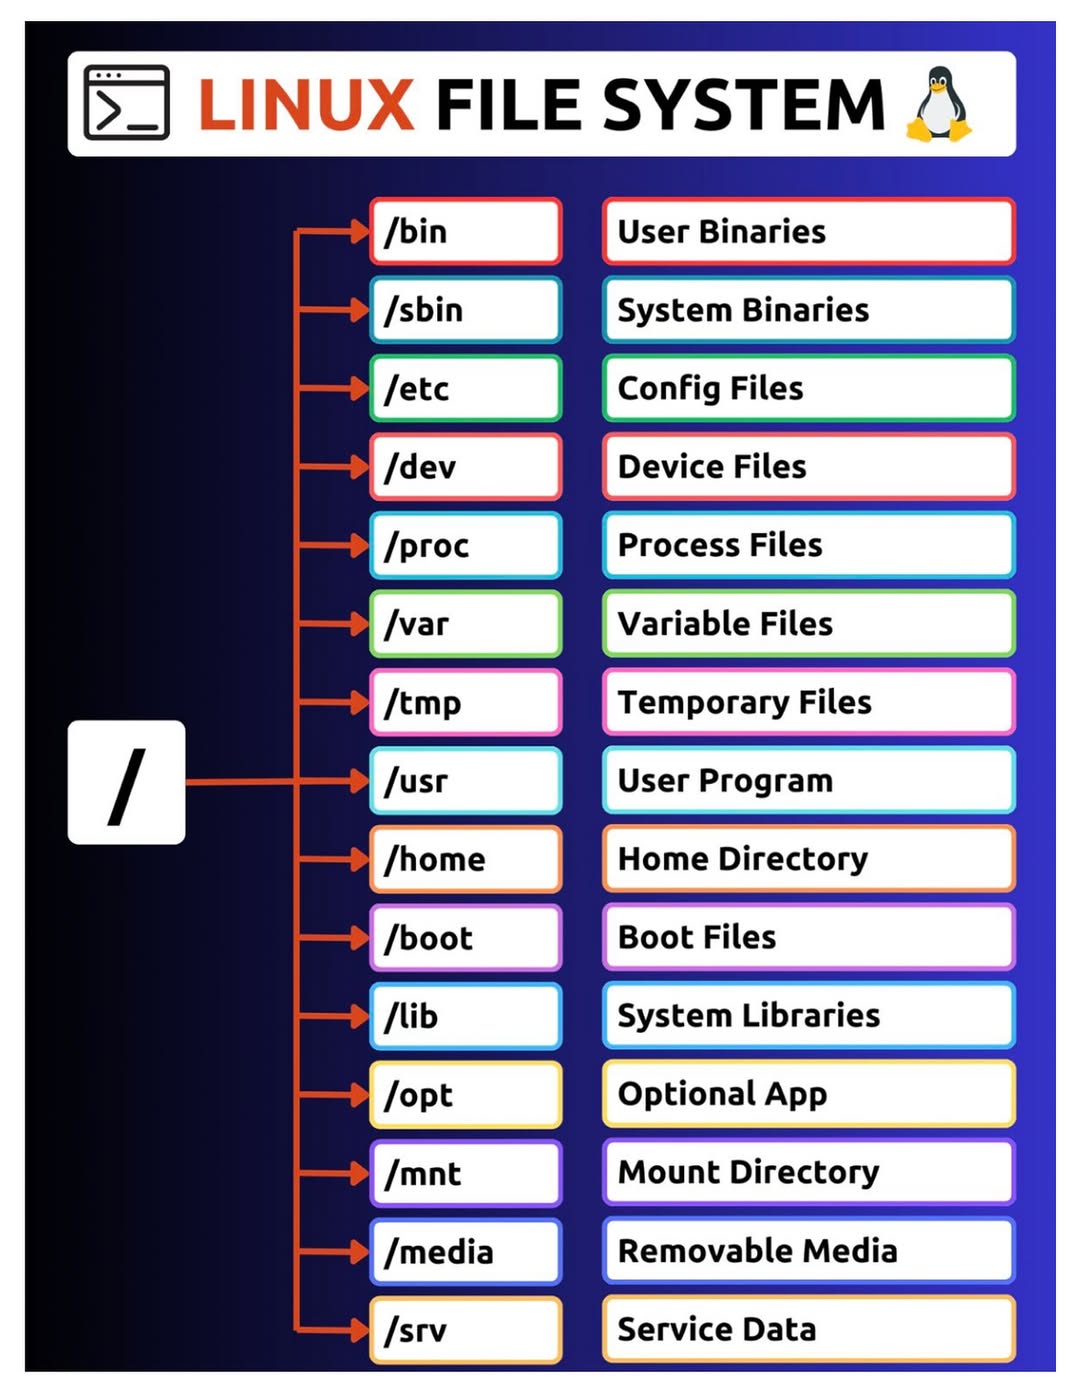 LINUX FILE SYSTEM
/bin User Binaries
/sbin System Binaries
/etc Config Files
/dev Device Files
/proc Process Files
/var Variable Files
/tmp Temporary Files
/
/usr User Program
/home Home Directory
/boot Boot Files
/lib System Libraries
/opt Optional App
/mnt Mount Directory
/media Removable Media
/srv Service Data